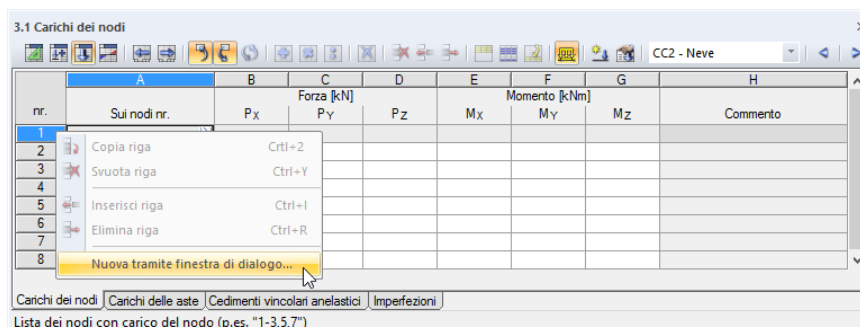 3.1 Carichi dei nodi
CC2 - Neve
A B C D E F G H
Forza [kN] Momento [kNm]
nr. Sui nodi nr. PX PY PZ MX MY MZ Commento
1
2 Copia riga Crtl+2
3 Svuota riga Ctrl+Y
4
5 Inserisci riga Ctrl+I
6 Elimina riga Ctrl+R
7
8 Nuova tramite finestra di dialogo...
Carichi dei nodi Carichi delle aste Cedimenti vincolari anelastici Imperfezioni
Lista dei nodi con carico del nodo (p.es. "1-3,5,7")